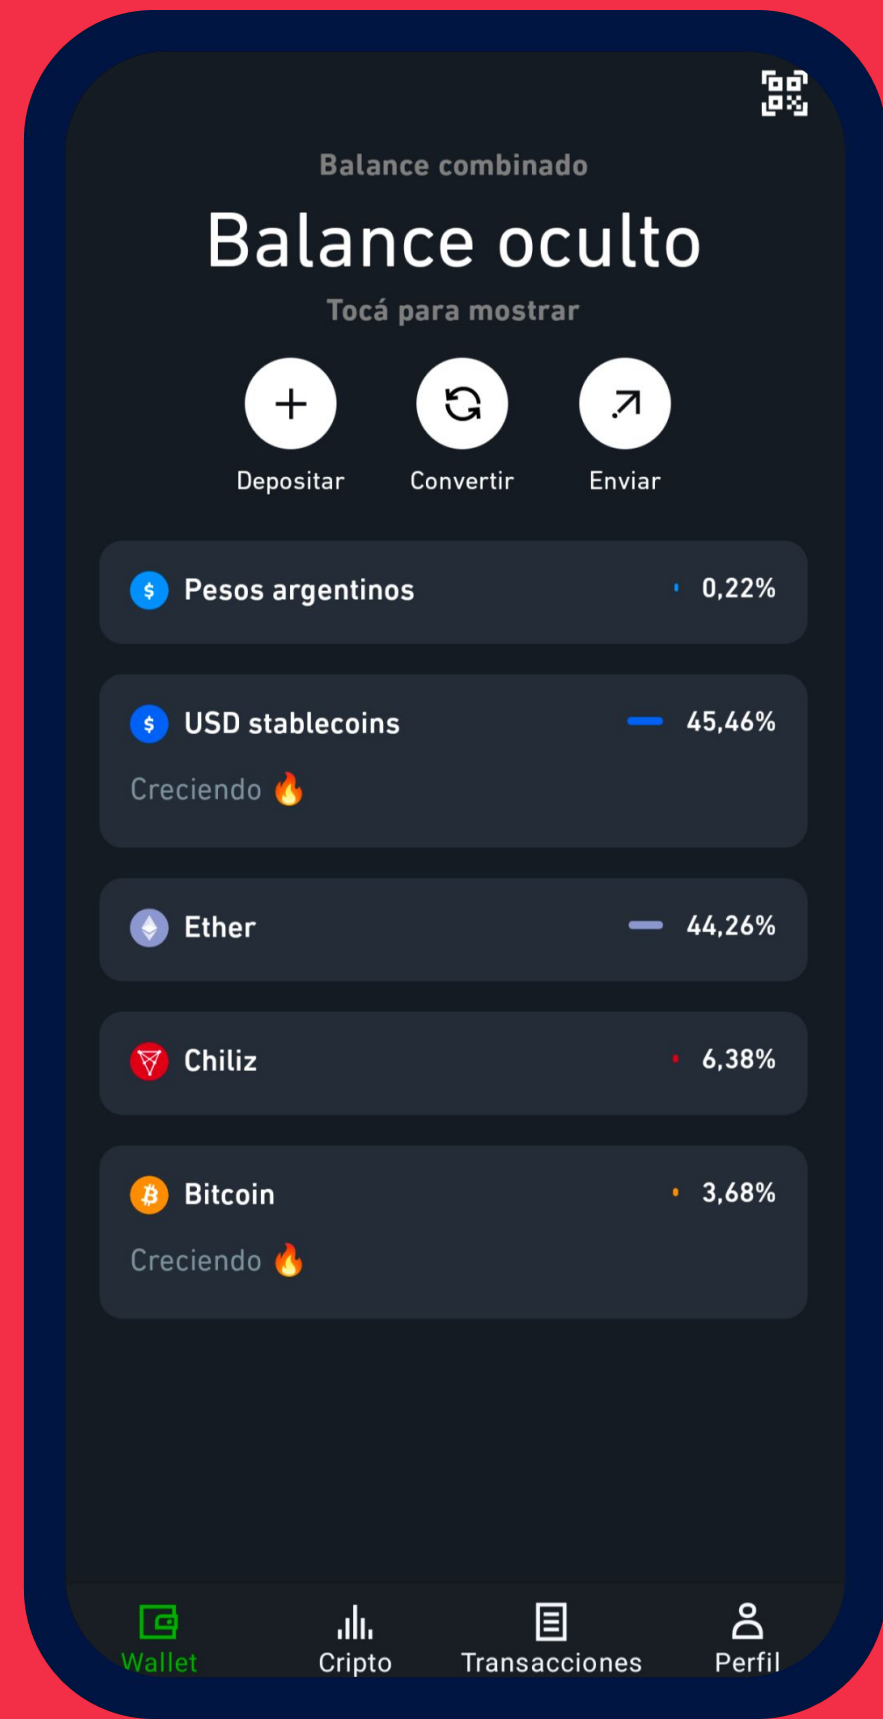 Balance combinado
Balance oculto
Tocá para mostrar
Depositar Convertir Enviar
Pesos argentinos 0,22%
USD stablecoins 45,46%
Creciendo 🔥
Ether 44,26%
Chiliz 6,38%
Bitcoin 3,68%
Creciendo 🔥
Wallet Cripto Transacciones Perfil